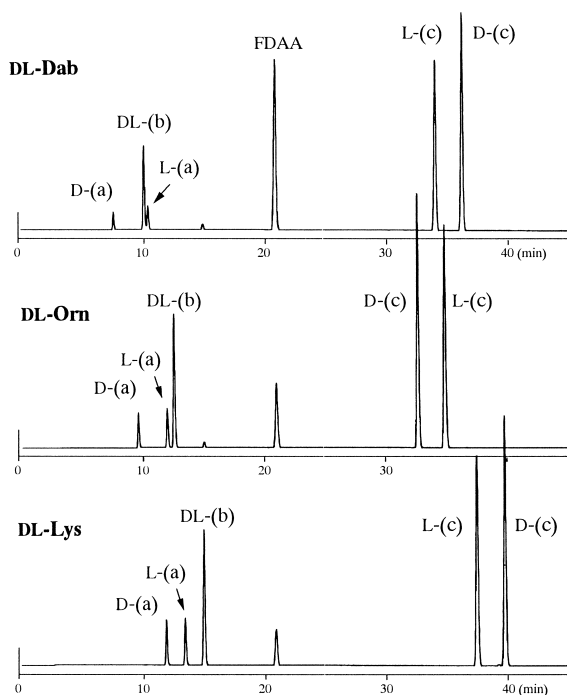 FDAA
L-(c) D-(c)
DL-Dab
DL-(b)
L-(a)
D-(a)
0 10 20 30 40 (min)
DL-Orn
DL-(b)
D-(c) L-(c)
L-(a)
D-(a)
0 10 20 30 40 (min)
DL-Lys
DL-(b)
L-(c) D-(c)
L-(a)
D-(a)
0 10 20 30 40 (min)